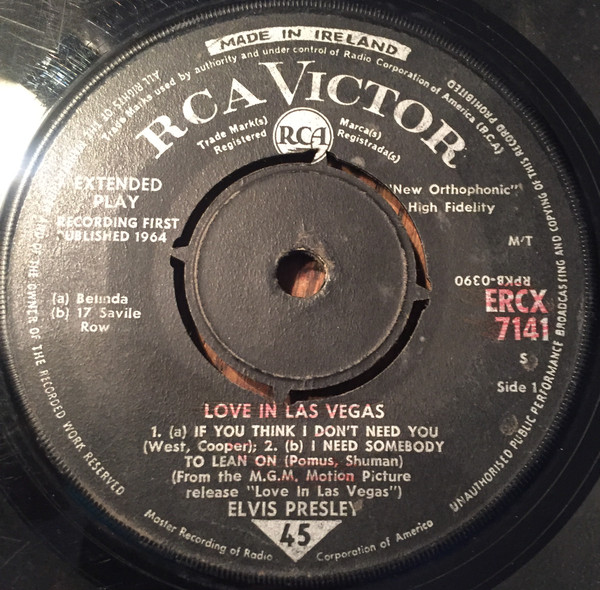 MADE IN IRELAND
Trade Marks used by authority and under control of Radio Corporation of America (R.C.A)
RCA VICTOR
Trade Mark(s)
Registered
RCA
Marca(s)
Registrada(s)
EXTENDED
PLAY
RECORDING FIRST
PUBLISHED 1964
"New Orthophonic"
High Fidelity
M/T
RPKB-0390
ERCX
7141
S
Side 1
(a) Belinda
(b) 17 Savile
Row
LOVE IN LAS VEGAS
1. (a) IF YOU THINK I DON'T NEED YOU
(West, Cooper); 2. (b) I NEED SOMEBODY
TO LEAN ON (Pomus, Shuman)
(From the M.G.M. Motion Picture
release "Love In Las Vegas")
ELVIS PRESLEY
45
Master Recording of Radio Corporation of America
ALL RIGHTS OF THE
AND OF THE OWNER OF THE RECORDED WORK RESERVED
UNAUTHORISED PUBLIC PERFORMANCE BROADCASTING AND COPYING OF THIS RECORD PROHIBITED